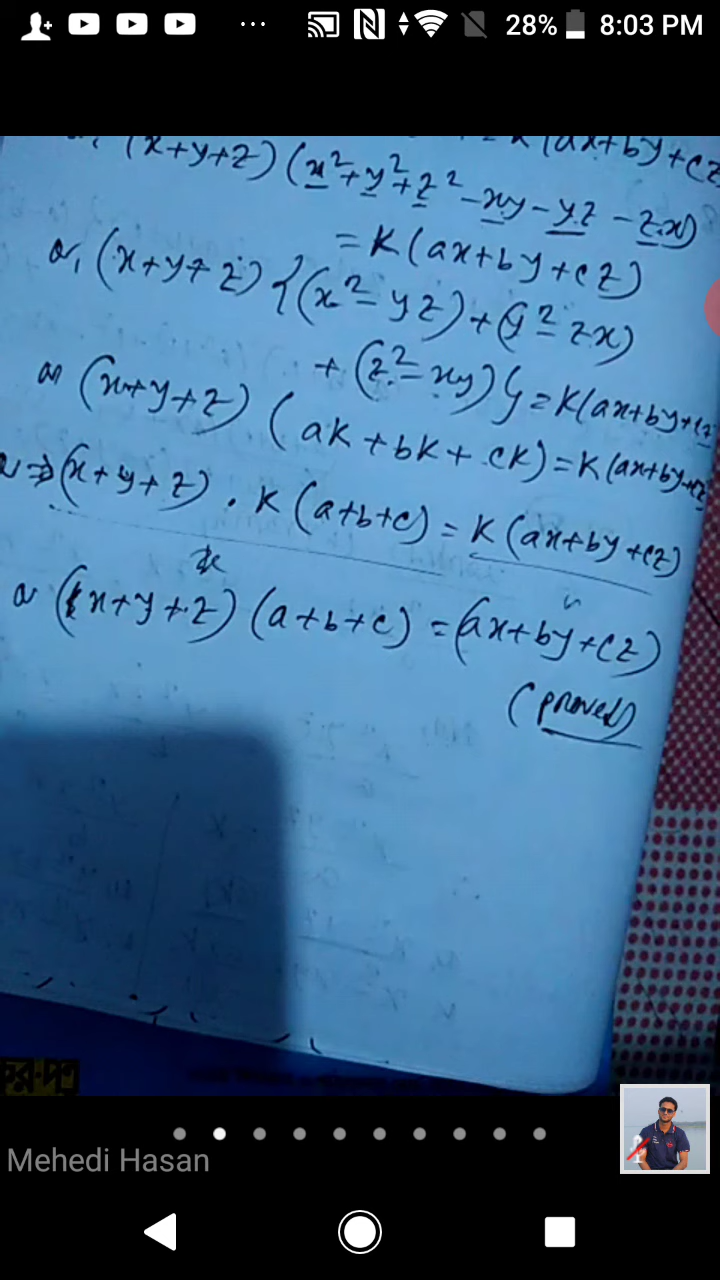 28% 8:03 PM
(x+y+z) (x²+y²+z²-xy-yz-zx)
=K(ax+by+cz)
or, (x+y+z) {(x²-yz)+(y²-zx)
+(z²-xy)}=K(ax+by+cz
or (x+y+z) (ak+bk+ck)=K(ax+by+cz
⇒(x+y+z).K(a+b+c)=K(ax+by+cz)
or (x+y+z)(a+b+c)=(ax+by+cz)
(proved)
Mehedi Hasan